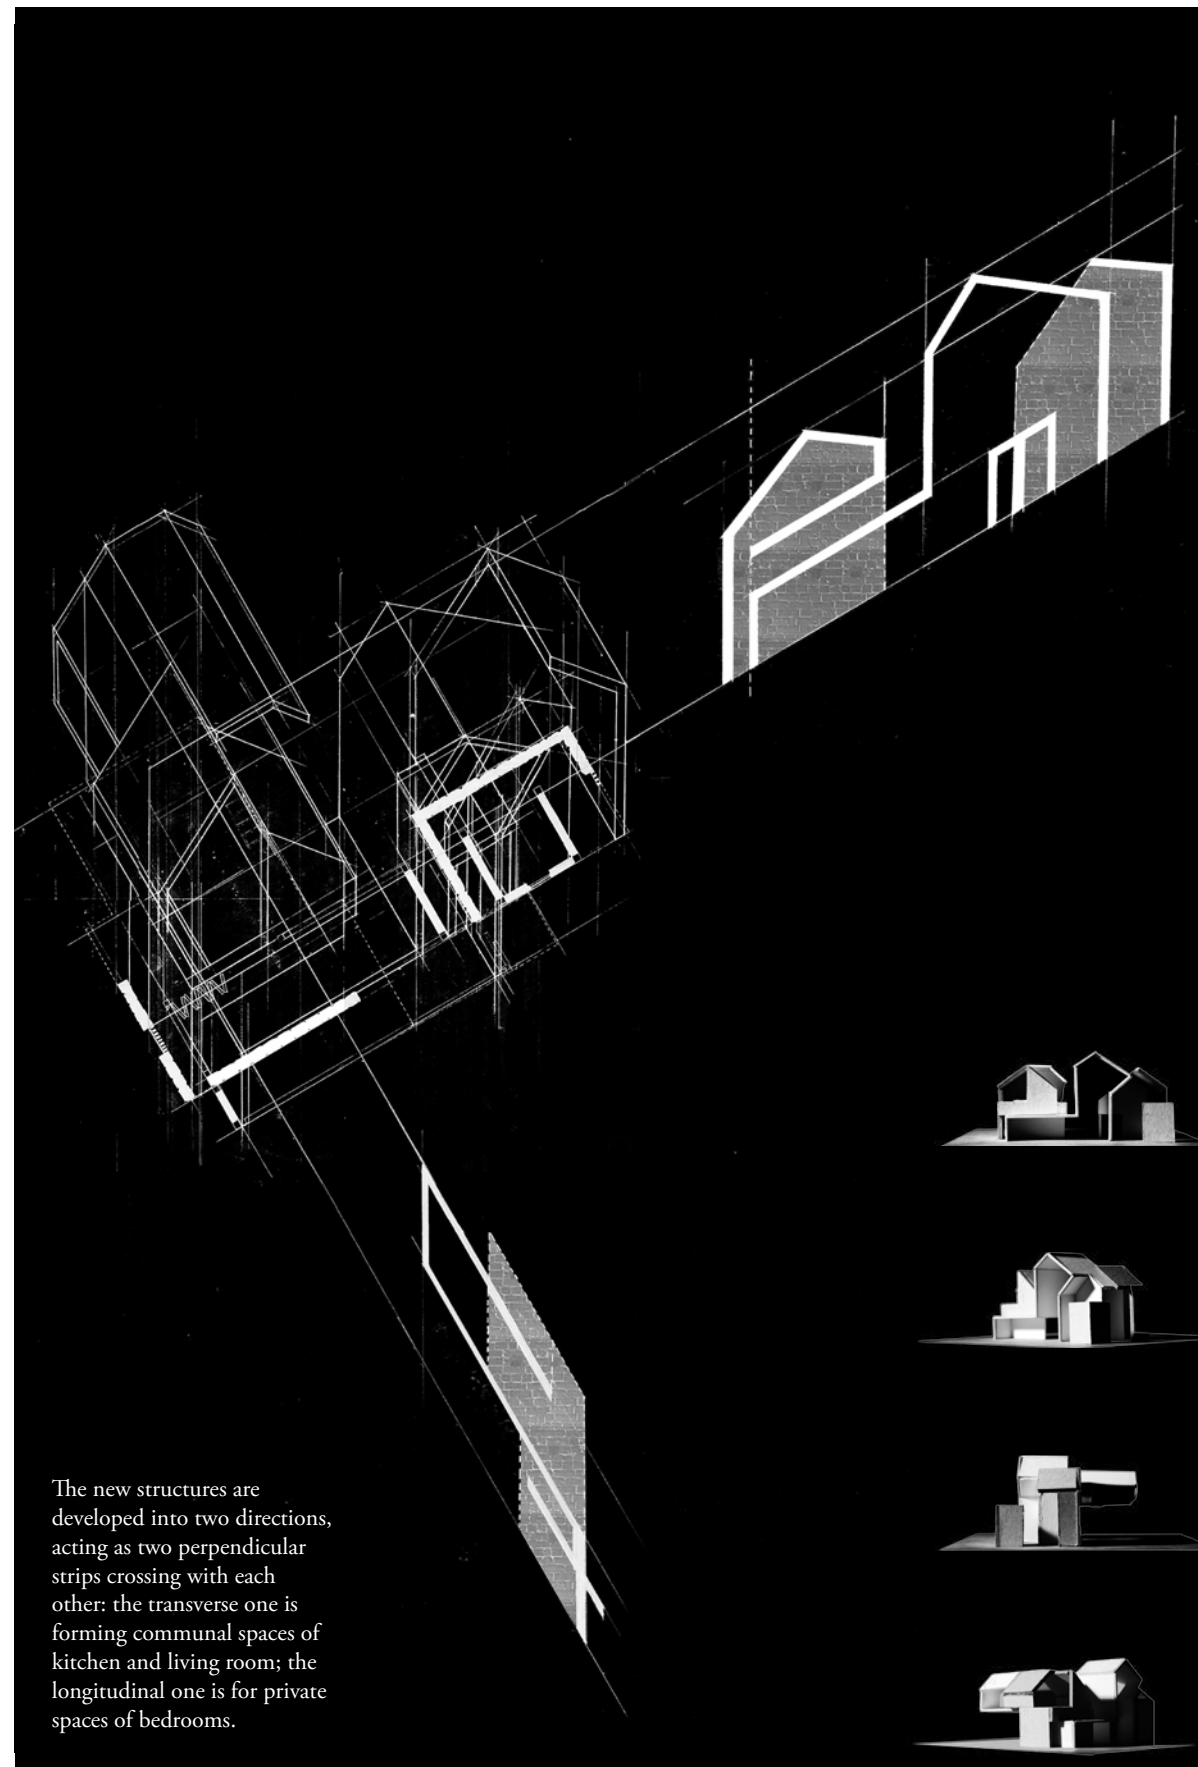 The new structures are
developed into two directions,
acting as two perpendicular
strips crossing with each
other: the transverse one is
forming communal spaces of
kitchen and living room; the
longitudinal one is for private
spaces of bedrooms.